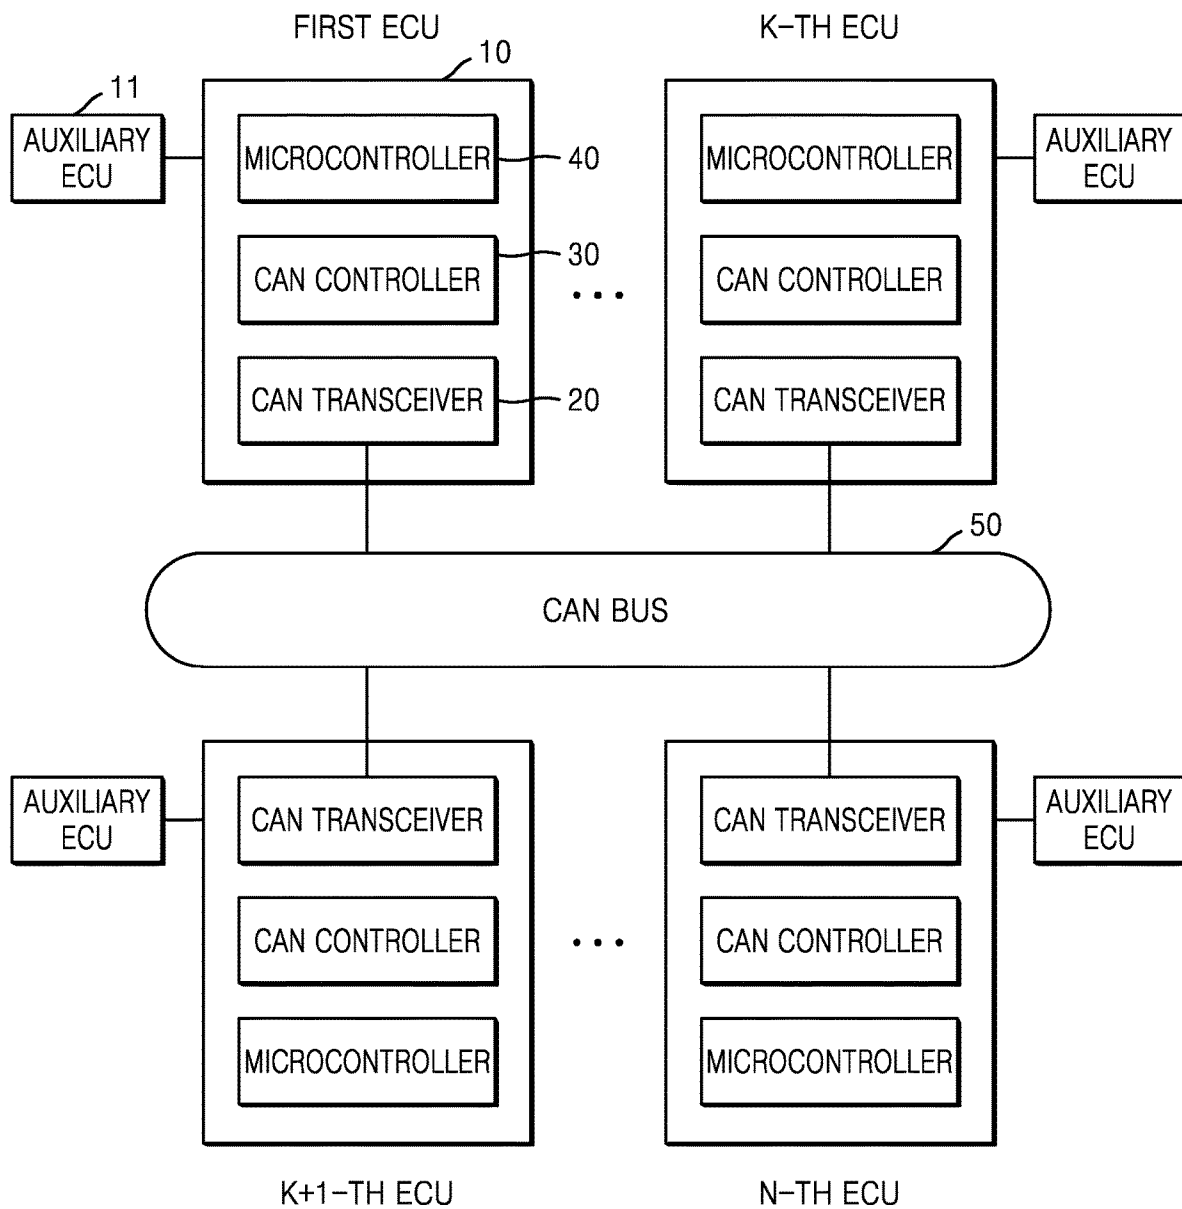 FIRST ECU
K-TH ECU
10
11
AUXILIARY
ECU
MICROCONTROLLER
40
CAN CONTROLLER
30
CAN TRANSCEIVER
20
...
MICROCONTROLLER
CAN CONTROLLER
CAN TRANSCEIVER
AUXILIARY
ECU
50
CAN BUS
AUXILIARY
ECU
CAN TRANSCEIVER
CAN CONTROLLER
MICROCONTROLLER
...
CAN TRANSCEIVER
CAN CONTROLLER
MICROCONTROLLER
AUXILIARY
ECU
K+1-TH ECU
N-TH ECU